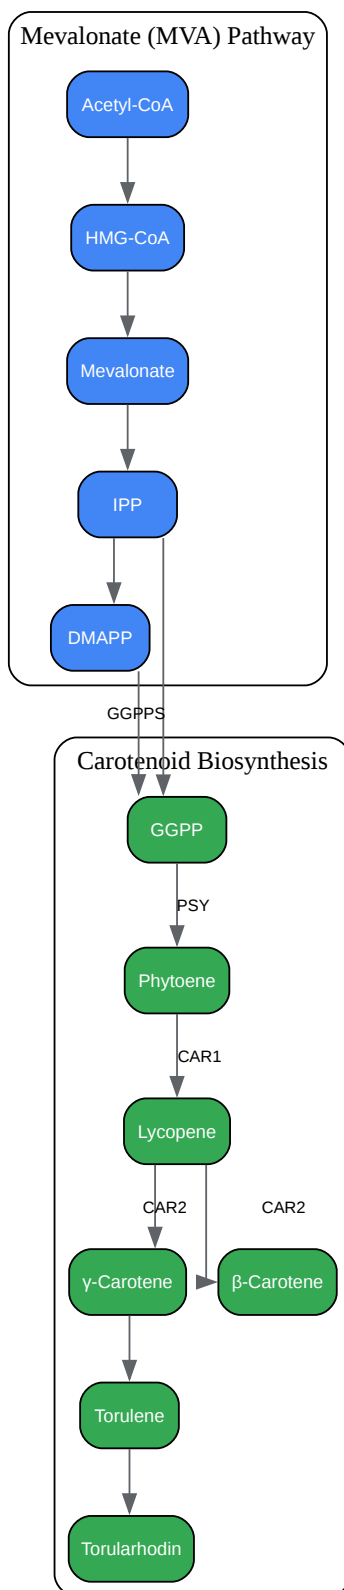 Mevalonate (MVA) Pathway
Acetyl-CoA
HMG-CoA
Mevalonate
IPP
DMAPP
GGPPS
Carotenoid Biosynthesis
GGPP
PSY
Phytoene
CAR1
Lycopene
CAR2
CAR2
γ-Carotene
β-Carotene
Torulene
Torularhodin